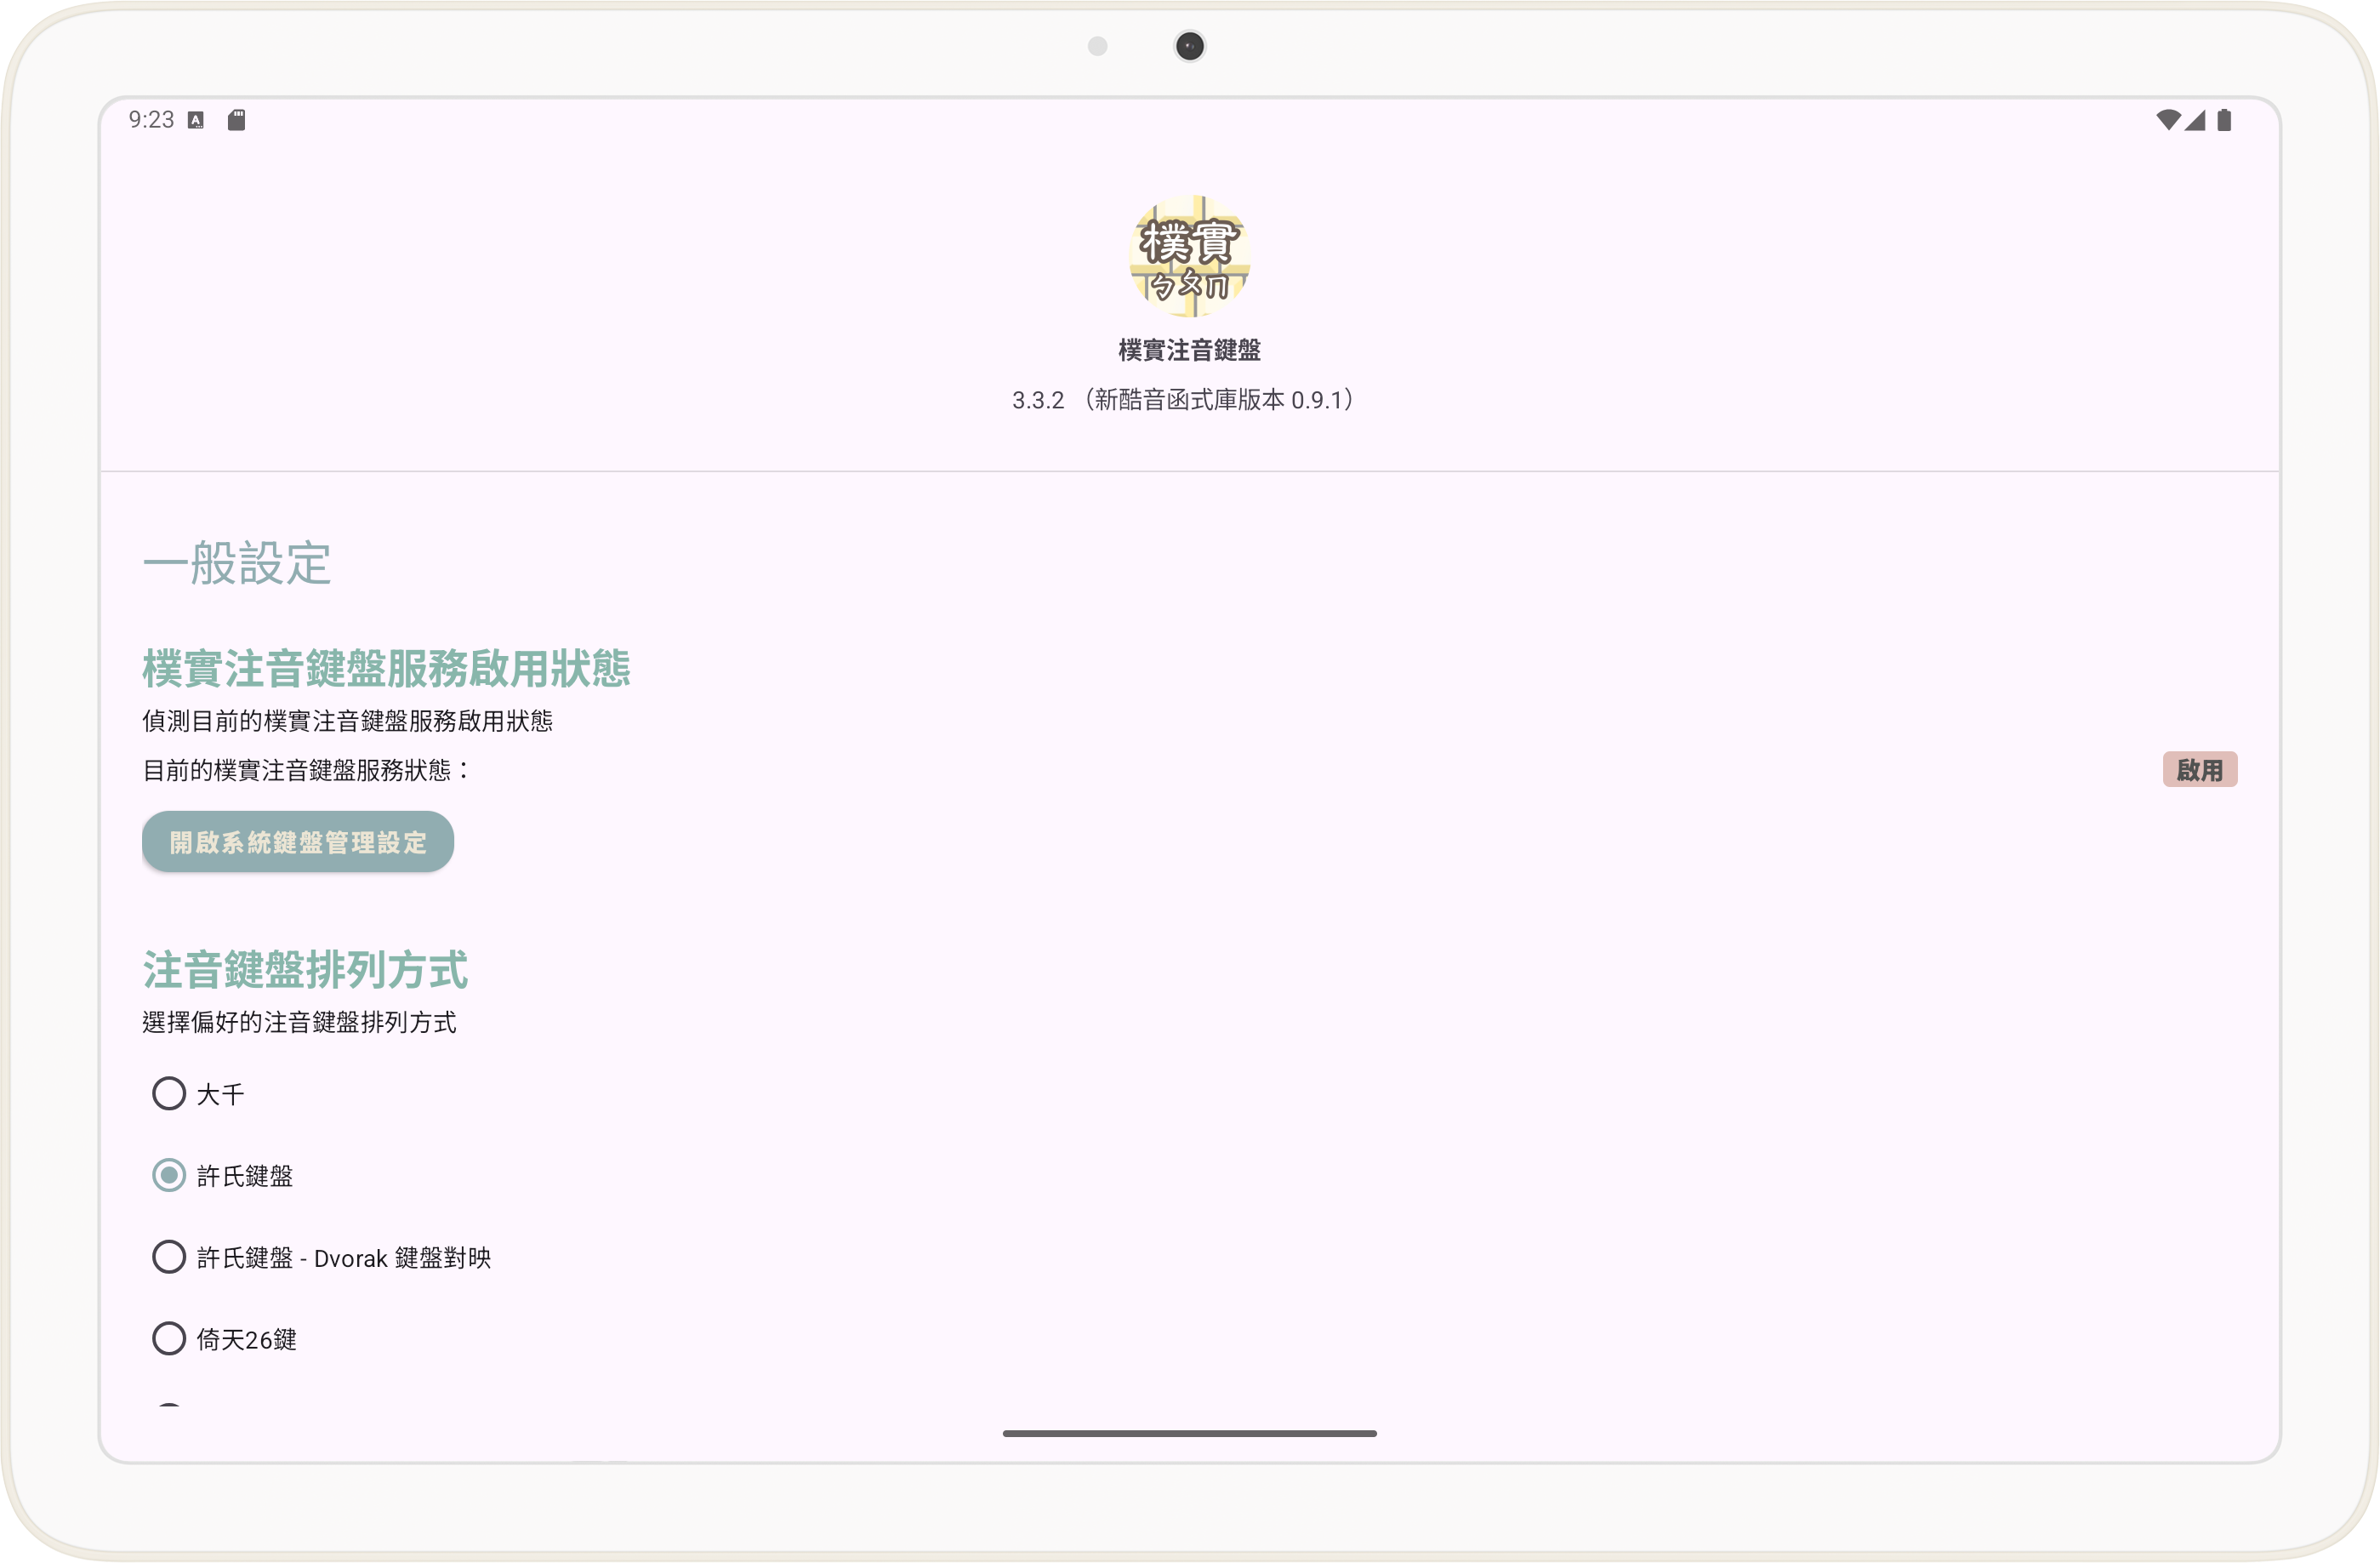 9:23
樸實
ㄅㄆㄇ
樸實注音鍵盤
3.3.2 （新酷音函式庫版本 0.9.1）
一般設定
樸實注音鍵盤服務啟用狀態
偵測目前的樸實注音鍵盤服務啟用狀態
目前的樸實注音鍵盤服務狀態： 啟用
開啟系統鍵盤管理設定
注音鍵盤排列方式
選擇偏好的注音鍵盤排列方式
大千
許氏鍵盤
許氏鍵盤 - Dvorak 鍵盤對映
倚天26鍵